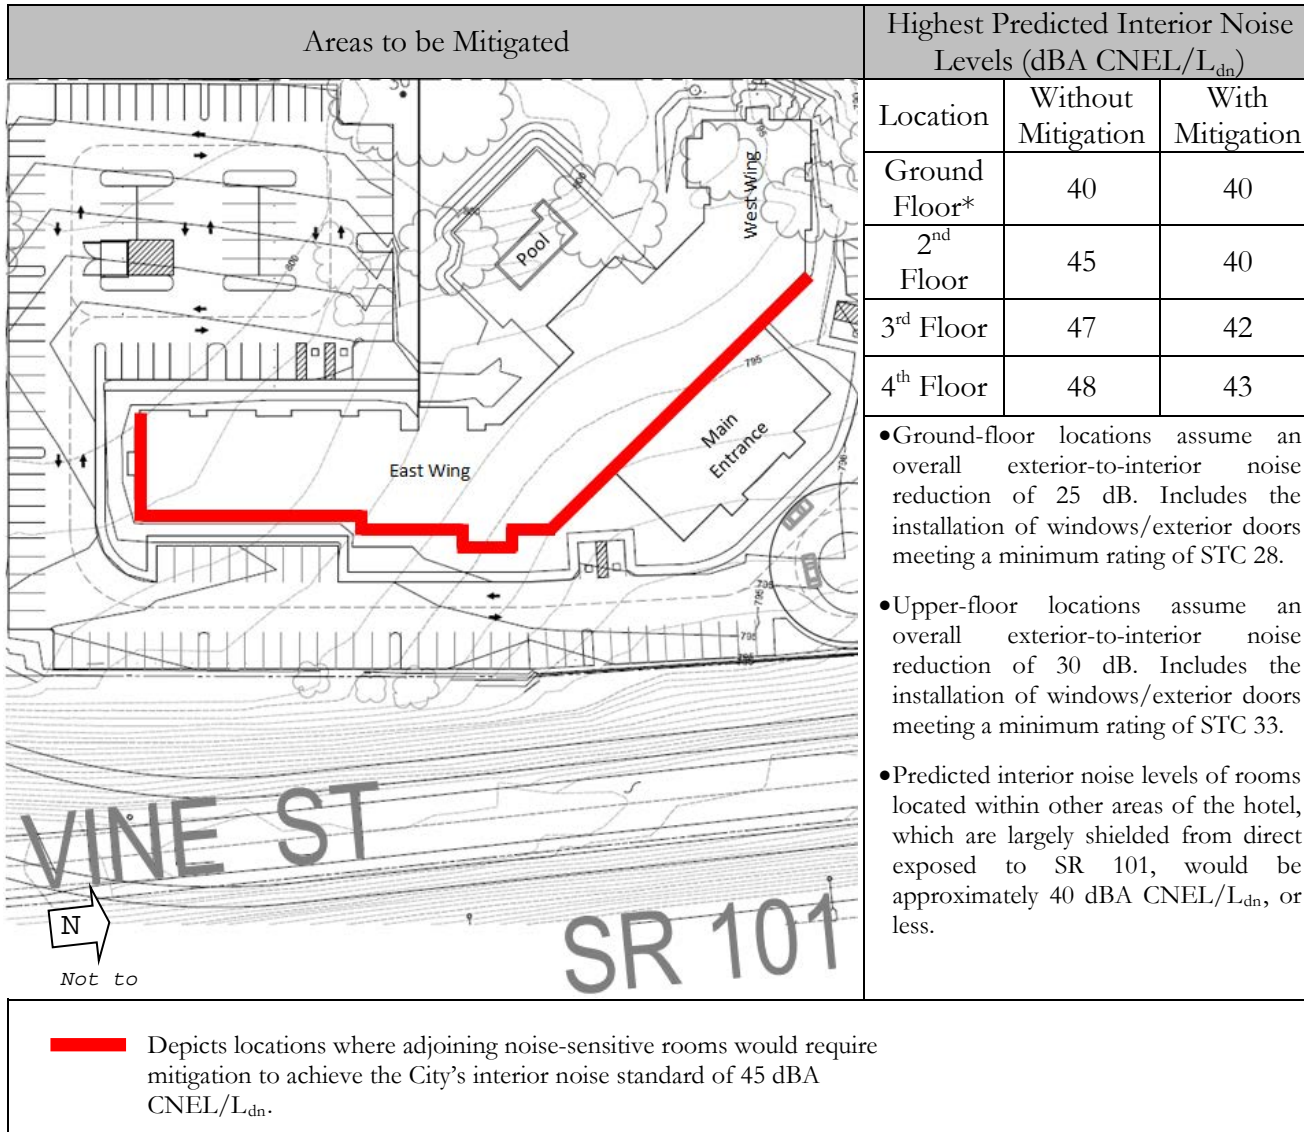 Areas to be Mitigated
Highest Predicted Interior Noise
Levels (dBA CNEL/Ldn)
Location
Without
Mitigation
With
Mitigation
Ground
Floor*
40
40
2nd
Floor
45
40
3rd Floor
47
42
4th Floor
48
43
•Ground-floor locations assume an
overall exterior-to-interior noise
reduction of 25 dB. Includes the
installation of windows/exterior doors
meeting a minimum rating of STC 28.
•Upper-floor locations assume an
overall exterior-to-interior noise
reduction of 30 dB. Includes the
installation of windows/exterior doors
meeting a minimum rating of STC 33.
•Predicted interior noise levels of rooms
located within other areas of the hotel,
which are largely shielded from direct
exposed to SR 101, would be
approximately 40 dBA CNEL/Ldn, or
less.
West Wing
Pool
800
795
Main
Entrance
East Wing
796
795
795
VINE ST
SR 101
N
Not to
Depicts locations where adjoining noise-sensitive rooms would require
mitigation to achieve the City's interior noise standard of 45 dBA
CNEL/Ldn.